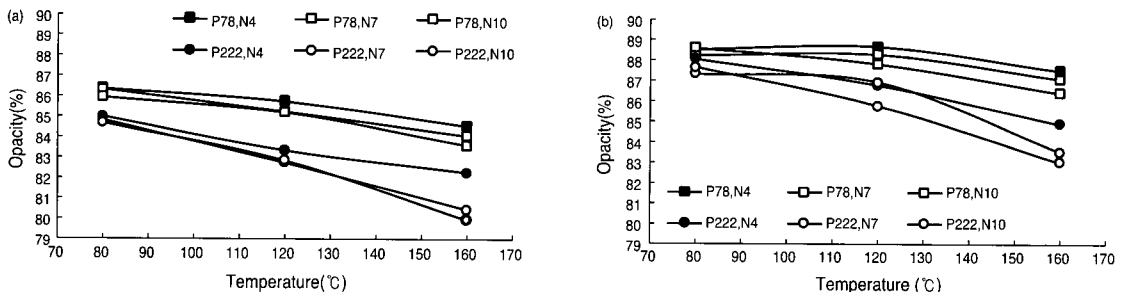 (a)
90
89
88
87
86
85
84
83
82
81
80
79
Opacity(%)
P78,N4 P78,N7 P78,N10
P222,N4 P222,N7 P222,N10
70 80 90 100 110 120 130 140 150 160 170
Temperature(℃)
(b)
90
89
88
87
86
85
84
83
82
81
80
79
Opacity(%)
P78,N4 P78,N7 P78,N10
P222,N4 P222,N7 P222,N10
70 80 90 100 110 120 130 140 150 160 170
Temperature (℃)